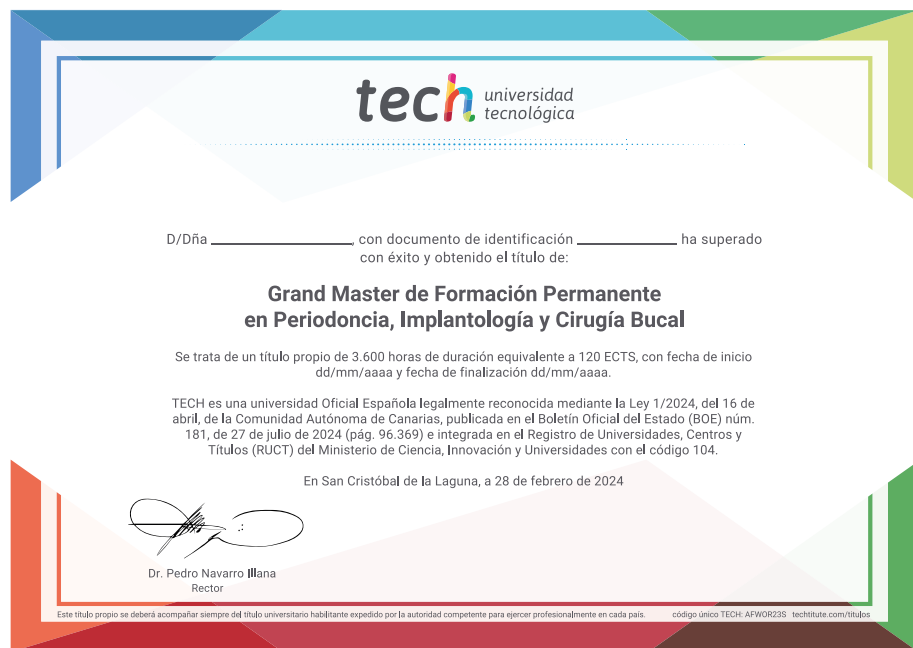 tech universidad
tecnológica
D/Dña ____________________, con documento de identificación ______________ ha superado
con éxito y obtenido el título de:
Grand Master de Formación Permanente
en Periodoncia, Implantología y Cirugía Bucal
Se trata de un título propio de 3.600 horas de duración equivalente a 120 ECTS, con fecha de inicio
dd/mm/aaaa y fecha de finalización dd/mm/aaaa.
TECH es una universidad Oficial Española legalmente reconocida mediante la Ley 1/2024, del 16 de
abril, de la Comunidad Autónoma de Canarias, publicada en el Boletín Oficial del Estado (BOE) núm.
181, de 27 de julio de 2024 (pág. 96.369) e integrada en el Registro de Universidades, Centros y
Títulos (RUCT) del Ministerio de Ciencia, Innovación y Universidades con el código 104.
En San Cristóbal de la Laguna, a 28 de febrero de 2024
Dr. Pedro Navarro Illana
Rector
Este título propio se deberá acompañar siempre del título universitario habilitante expedido por la autoridad competente para ejercer profesionalmente en cada país. código único TECH: AFWOR23S techtitute.com/titulos